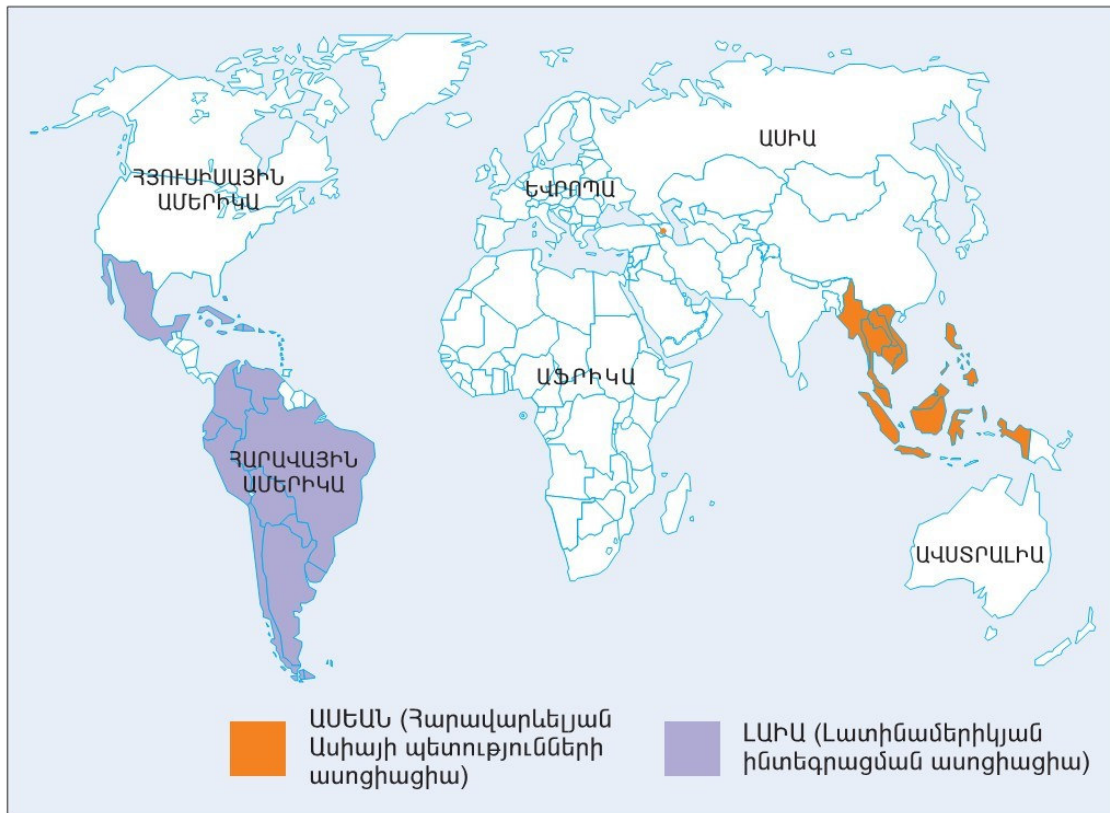 ՀՅՈՒՍԻՍԱՅԻՆ
ԱՄԵՐԻԿԱ
ԵՎՐՈՊԱ
ԱՍԻԱ
ԱՖՐԻԿԱ
ՀԱՐԱՎԱՅԻՆ
ԱՄԵՐԻԿԱ
ԱՎՍՏՐԱԼԻԱ
ԱՍԵԱՆ (Հարավարևելյան
Ասիայի պետությունների
ասոցիացիա)
ԼԱԻԱ (Լատինամերիկյան
ինտեգրացման ասոցիացիա)